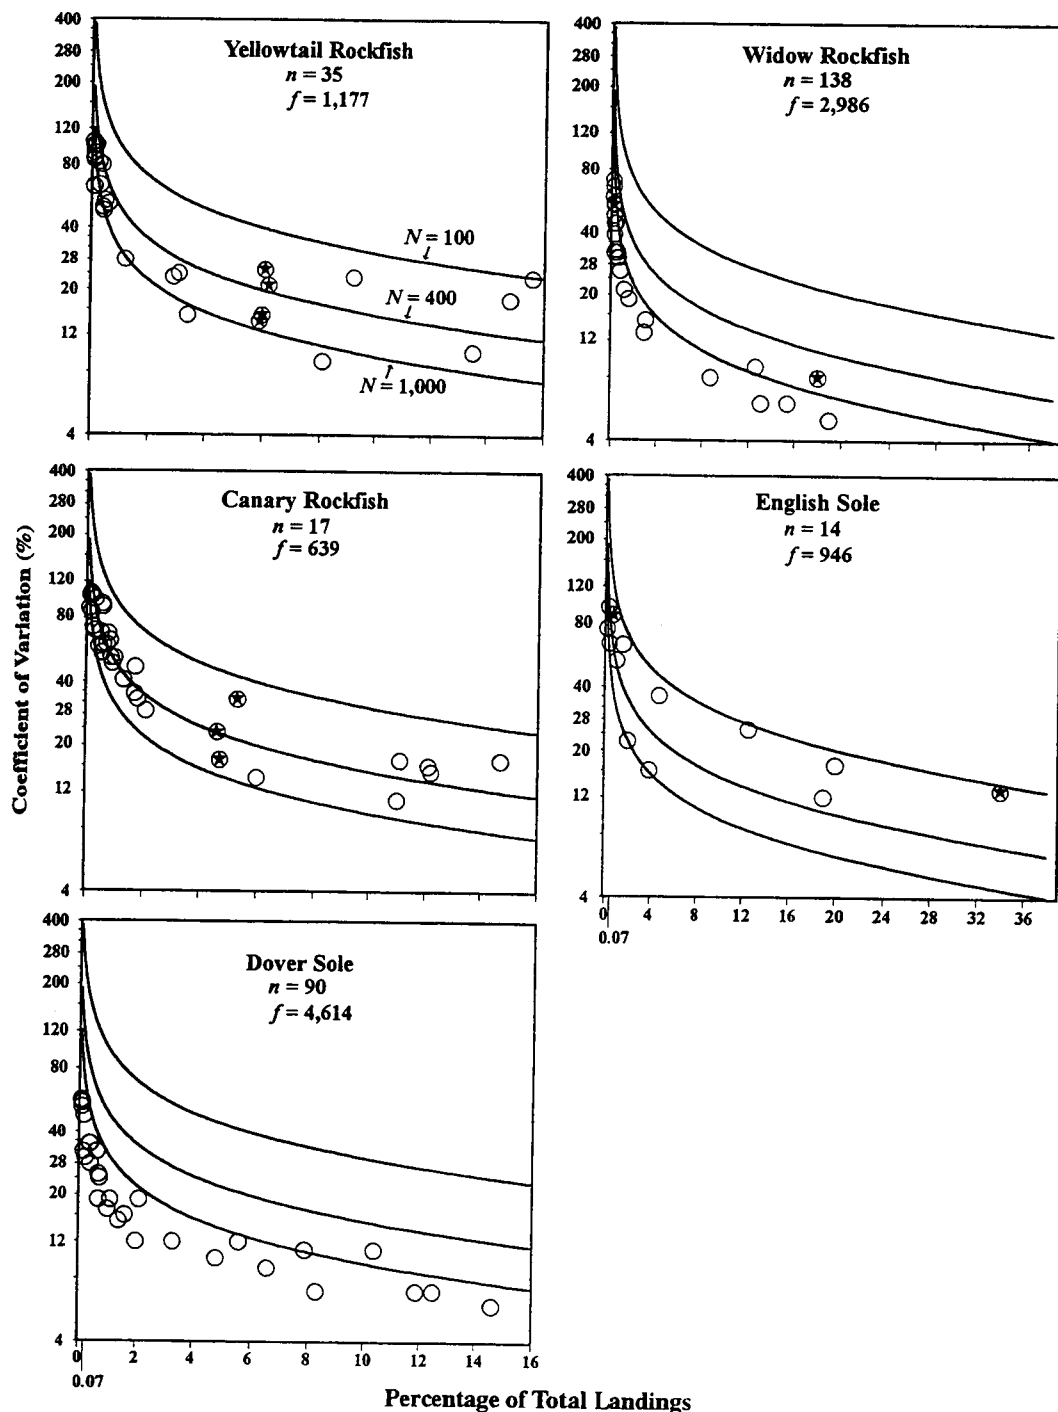 Yellowtail Rockfish
n = 35
f = 1,177
400
280
200
120
80
40
28
20
12
4
N = 100
N = 400
N = 1,000
Widow Rockfish
n = 138
f = 2,986
400
280
200
120
80
40
28
20
12
4
Canary Rockfish
n = 17
f = 639
400
280
200
120
80
40
28
20
12
4
English Sole
n = 14
f = 946
400
280
200
120
80
40
28
20
12
4
0 4 8 12 16 20 24 28 32 36
0.07
Dover Sole
n = 90
f = 4,614
400
280
200
120
80
40
28
20
12
4
0 2 4 6 8 10 12 14 16
0.07
Coefficient of Variation (%)
Percentage of Total Landings